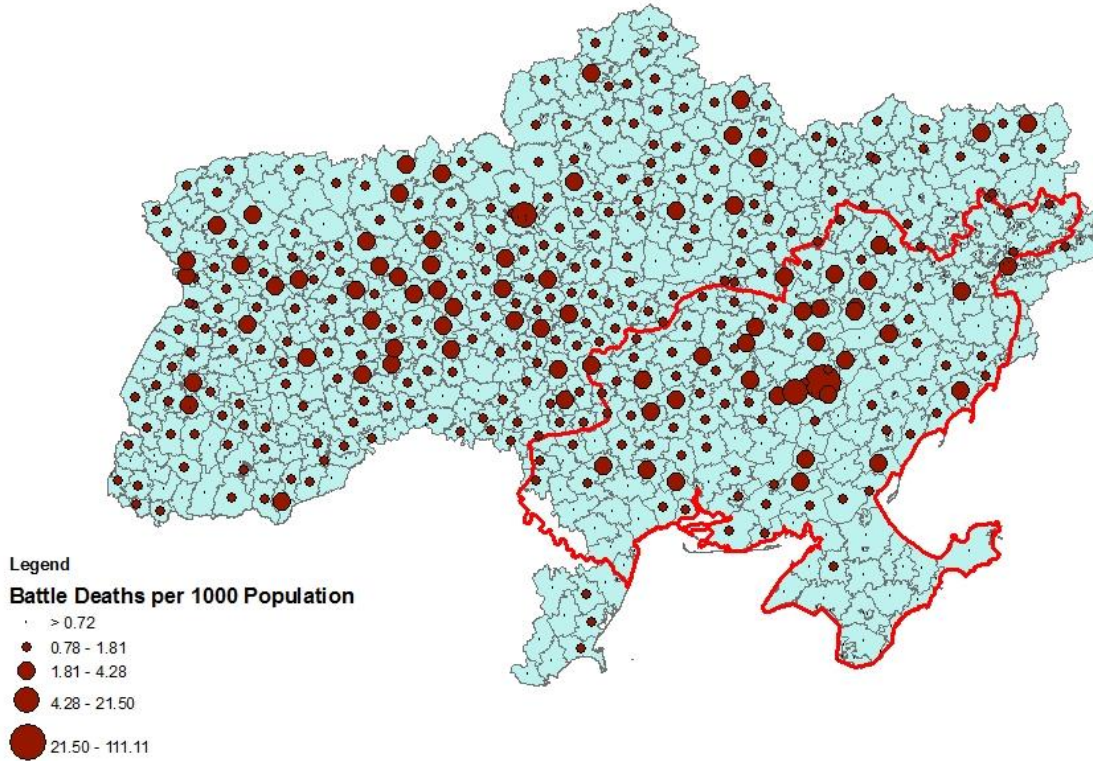 Legend
Battle Deaths per 1000 Population
> 0.72
0.78 - 1.81
1.81 - 4.28
4.28 - 21.50
21.50 - 111.11